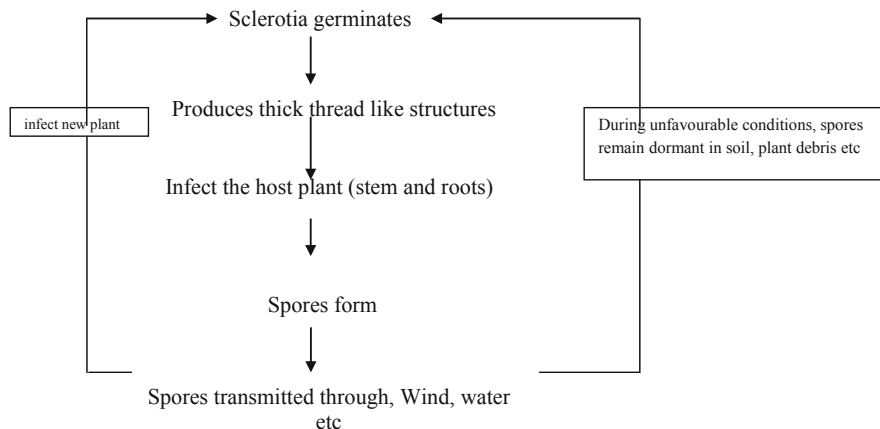 Sclerotia germinates
Produces thick thread like structures
infect new plant
During unfavourable conditions, spores
remain dormant in soil, plant debris etc
Infect the host plant (stem and roots)
Spores form
Spores transmitted through, Wind, water
etc